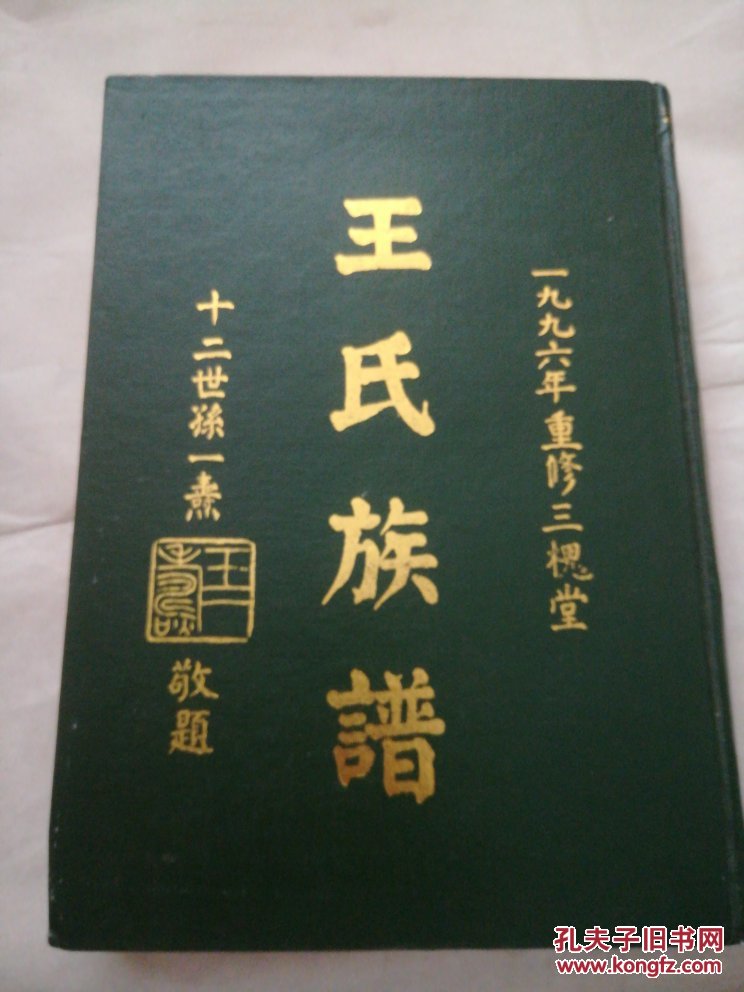 一九九六年重修三槐堂
王氏族譜
十二世孫一燾
敬題
孔夫子旧书网
www.kongfz.com